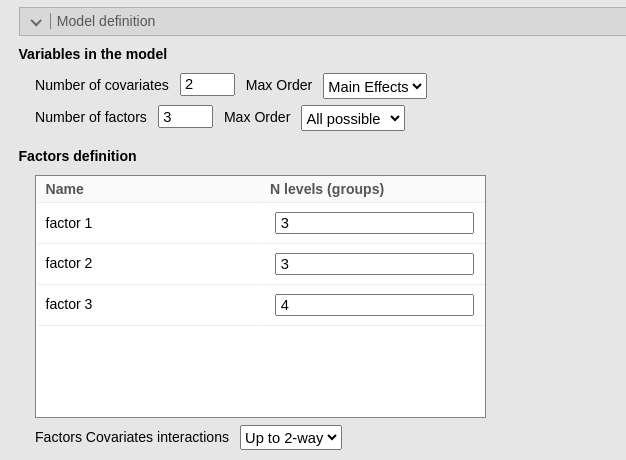 Model definition
Variables in the model
Number of covariates 2 Max Order Main Effects
Number of factors 3 Max Order All possible
Factors definition
Name N levels (groups)
factor 1 3
factor 2 3
factor 3 4
Factors Covariates interactions Up to 2-way